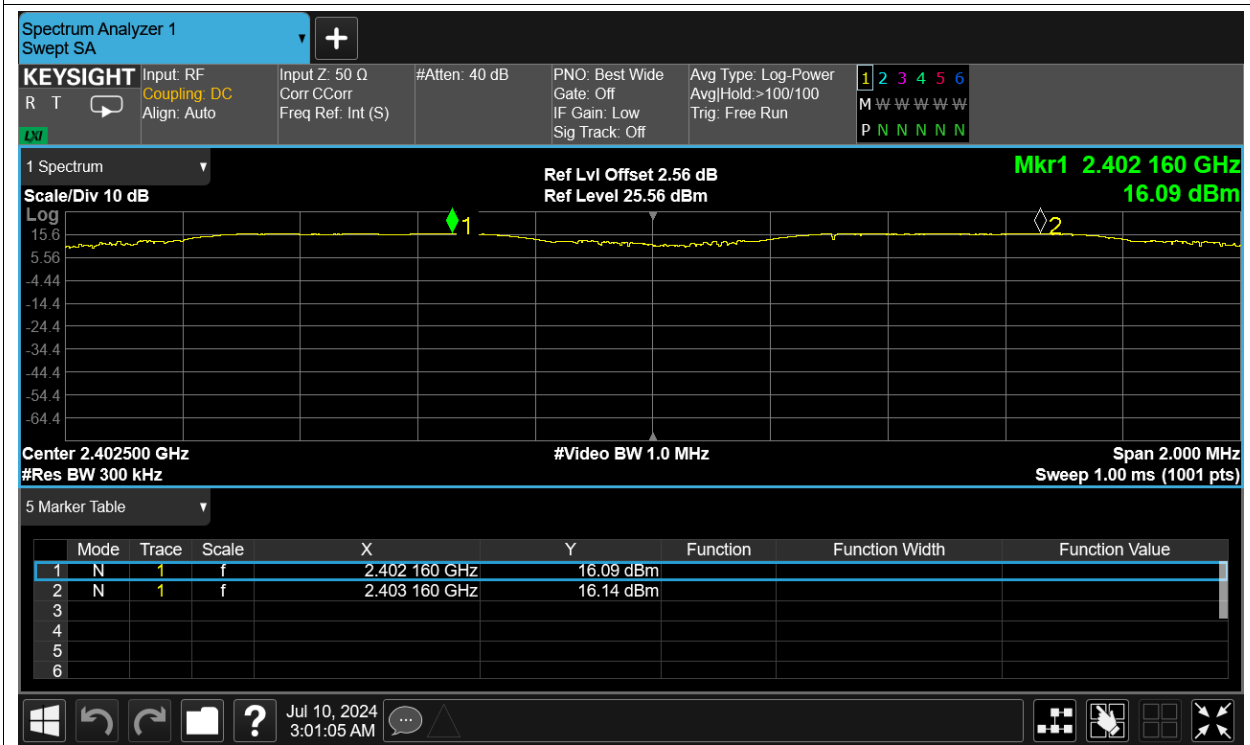 Spectrum Analyzer 1
Swept SA
KEYSIGHT
R T
LXI
Input: RF
Coupling: DC
Align: Auto
Input Z: 50 Ω
Corr CCorr
Freq Ref: Int (S)
#Atten: 40 dB
PNO: Best Wide
Gate: Off
IF Gain: Low
Sig Track: Off
Avg Type: Log-Power
Avg|Hold:>100/100
Trig: Free Run
1 2 3 4 5 6
M W W W W W
P N N N N N
1 Spectrum
Scale/Div 10 dB
Ref Lvl Offset 2.56 dB
Ref Level 25.56 dBm
Mkr1 2.402 160 GHz
16.09 dBm
Log
15.6
5.56
-4.44
-14.4
-24.4
-34.4
-44.4
-54.4
-64.4
1
2
Center 2.402500 GHz
#Video BW 1.0 MHz
Span 2.000 MHz
#Res BW 300 kHz
Sweep 1.00 ms (1001 pts)
5 Marker Table
Mode Trace Scale X Y Function Function Width Function Value
1 N 1 f 2.402 160 GHz 16.09 dBm
2 N 1 f 2.403 160 GHz 16.14 dBm
3
4
5
6
?
Jul 10, 2024
3:01:05 AM